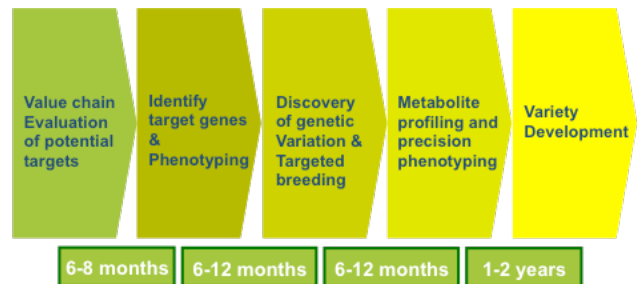 Value chain
Evaluation
of potential
targets
Identify
target genes
&
Phenotyping
Discovery
of genetic
Variation &
Targeted
breeding
Metabolite
profiling and
precision
phenotyping
Variety
Development
6-8 months
6-12 months
6-12 months
1-2 years